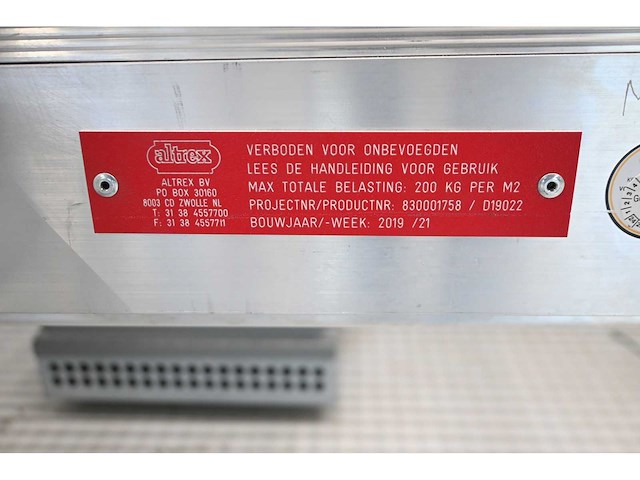 altrex
ALTREX BV
PO BOX 30160
8003 CD ZWOLLE NL
T: 31 38 4557700
F: 31 38 4557711
VERBODEN VOOR ONBEVOEGDEN
LEES DE HANDLEIDING VOOR GEBRUIK
MAX TOTALE BELASTING: 200 KG PER M2
PROJECTNR/PRODUCTNR: 830001758 / D19022
BOUWJAAR/-WEEK: 2019 /21